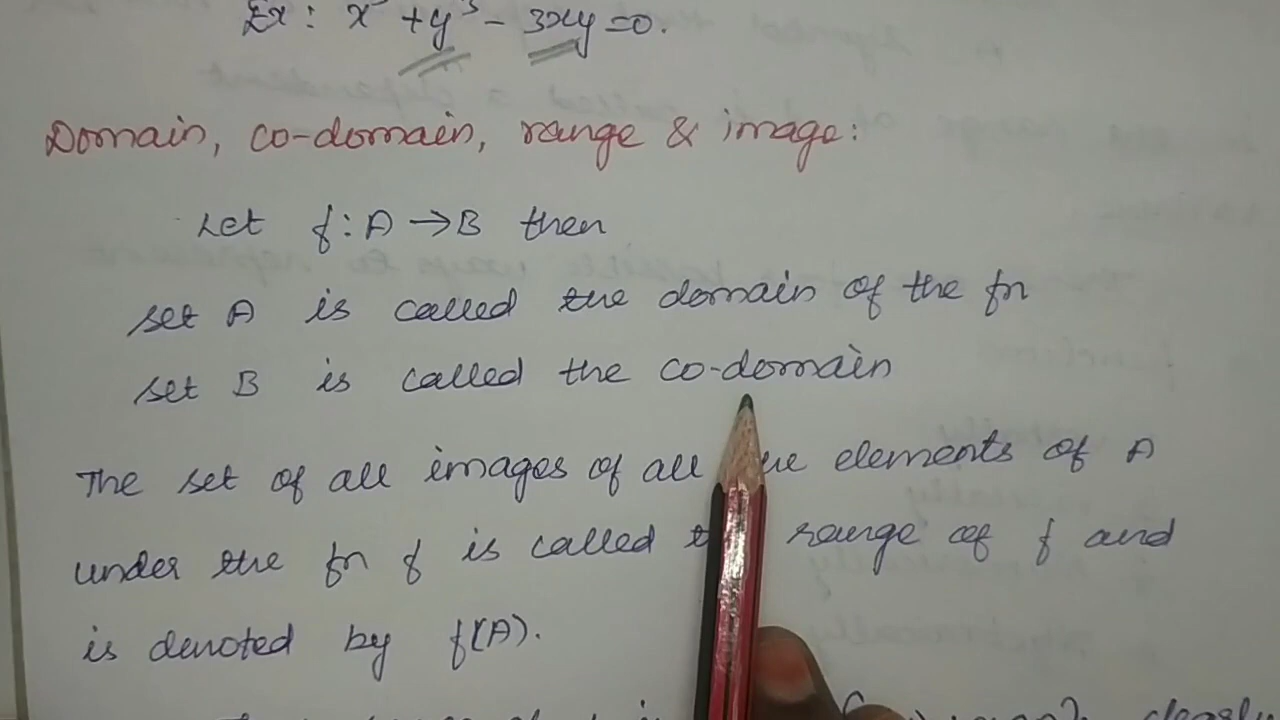 Ex: x³ + y³ - 3xy = 0.
Domain, co-domain, range & image:
Let f: A → B then
set A is called the domain of the fn
set B is called the co-domain
The set of all images of all the elements of A
under the fn f is called range of f and
is denoted by f(A).